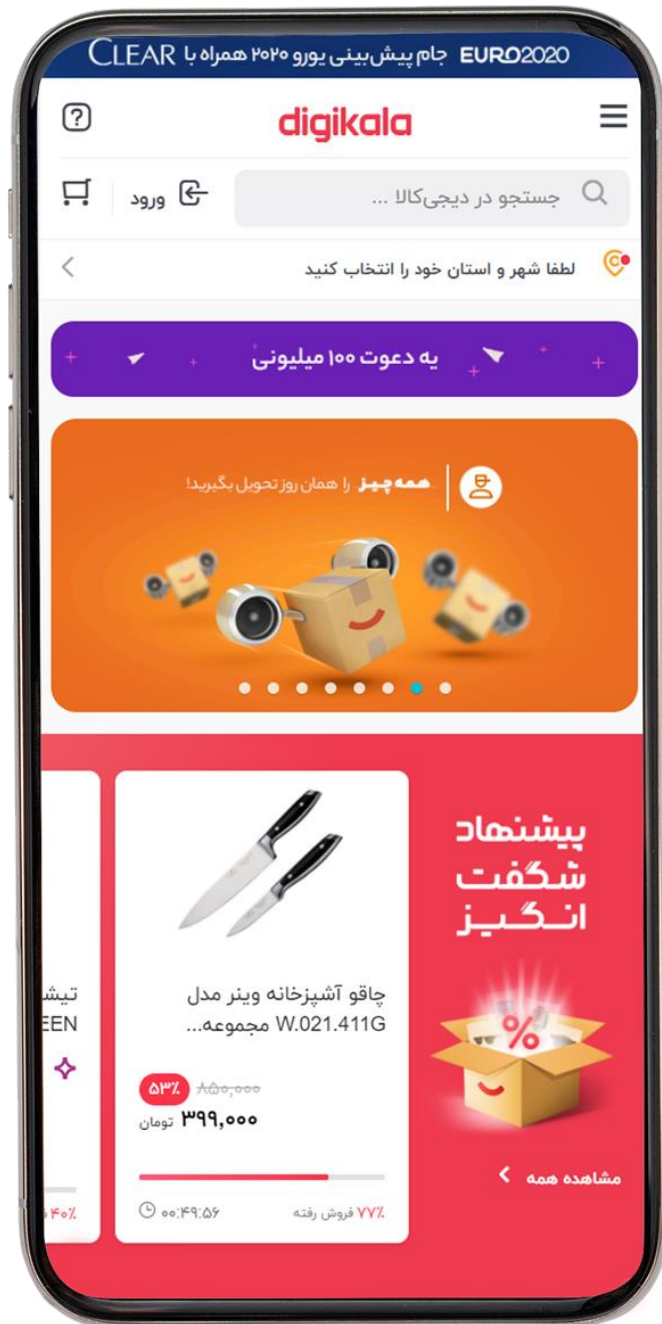 EURO2020 جام پیش‌بینی یورو ۲۰۲۰ همراه با CLEAR
digikala
جستجو در دیجی‌کالا ...
ورود
لطفا شهر و استان خود را انتخاب کنید
یه دعوت ۱۰۰ میلیونی
همه‌چیز را همان روز تحویل بگیرید!
پیشنهاد
شگفت
انگیز
%
مشاهده همه
چاقو آشپزخانه وینر مدل
W.021.411G مجموعه...
۸۵۰,۰۰۰
۵۳٪
۳۹۹,۰۰۰ تومان
۷۷٪ فروش رفته
۰۰:۴۹:۵۶
تیش
EEN
۴۰٪